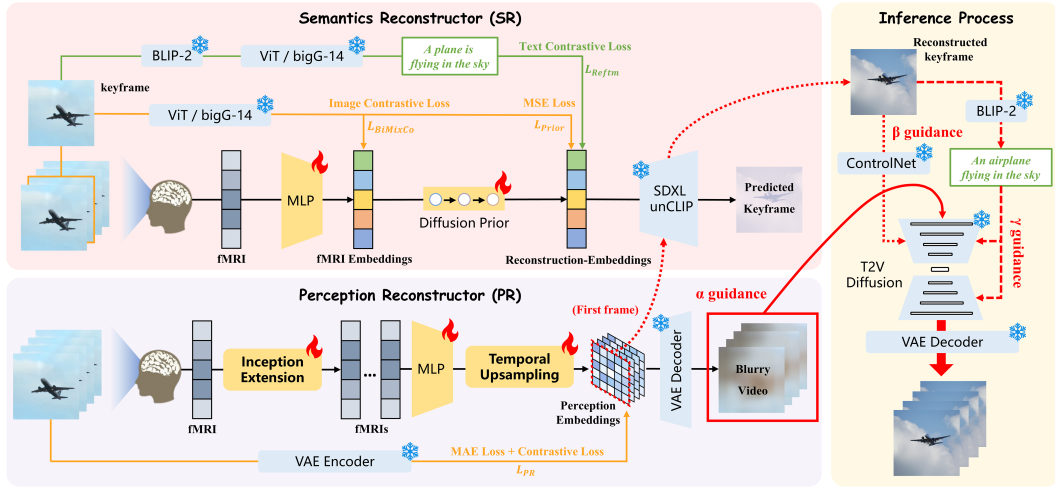 Semantics Reconstructor (SR)
BLIP-2
ViT / bigG-14
A plane is
flying in the sky
Text Contrastive Loss
L_Reftm
keyframe
ViT / bigG-14
Image Contrastive Loss
L_BiMixCo
MSE Loss
L_Prior
MLP
Diffusion Prior
SDXL
unCLIP
Predicted
Keyframe
fMRI
fMRI Embeddings
Reconstruction-Embeddings
Perception Reconstructor (PR)
(First frame)
α guidance
Inception
Extension
MLP
Temporal
Upsampling
VAE Decoder
Blurry
Video
fMRI
fMRIs
Perception
Embeddings
VAE Encoder
MAE Loss + Contrastive Loss
L_PR
Inference Process
Reconstructed
keyframe
BLIP-2
β guidance
ControlNet
An airplane
flying in the sky
γ guidance
T2V
Diffusion
VAE Decoder